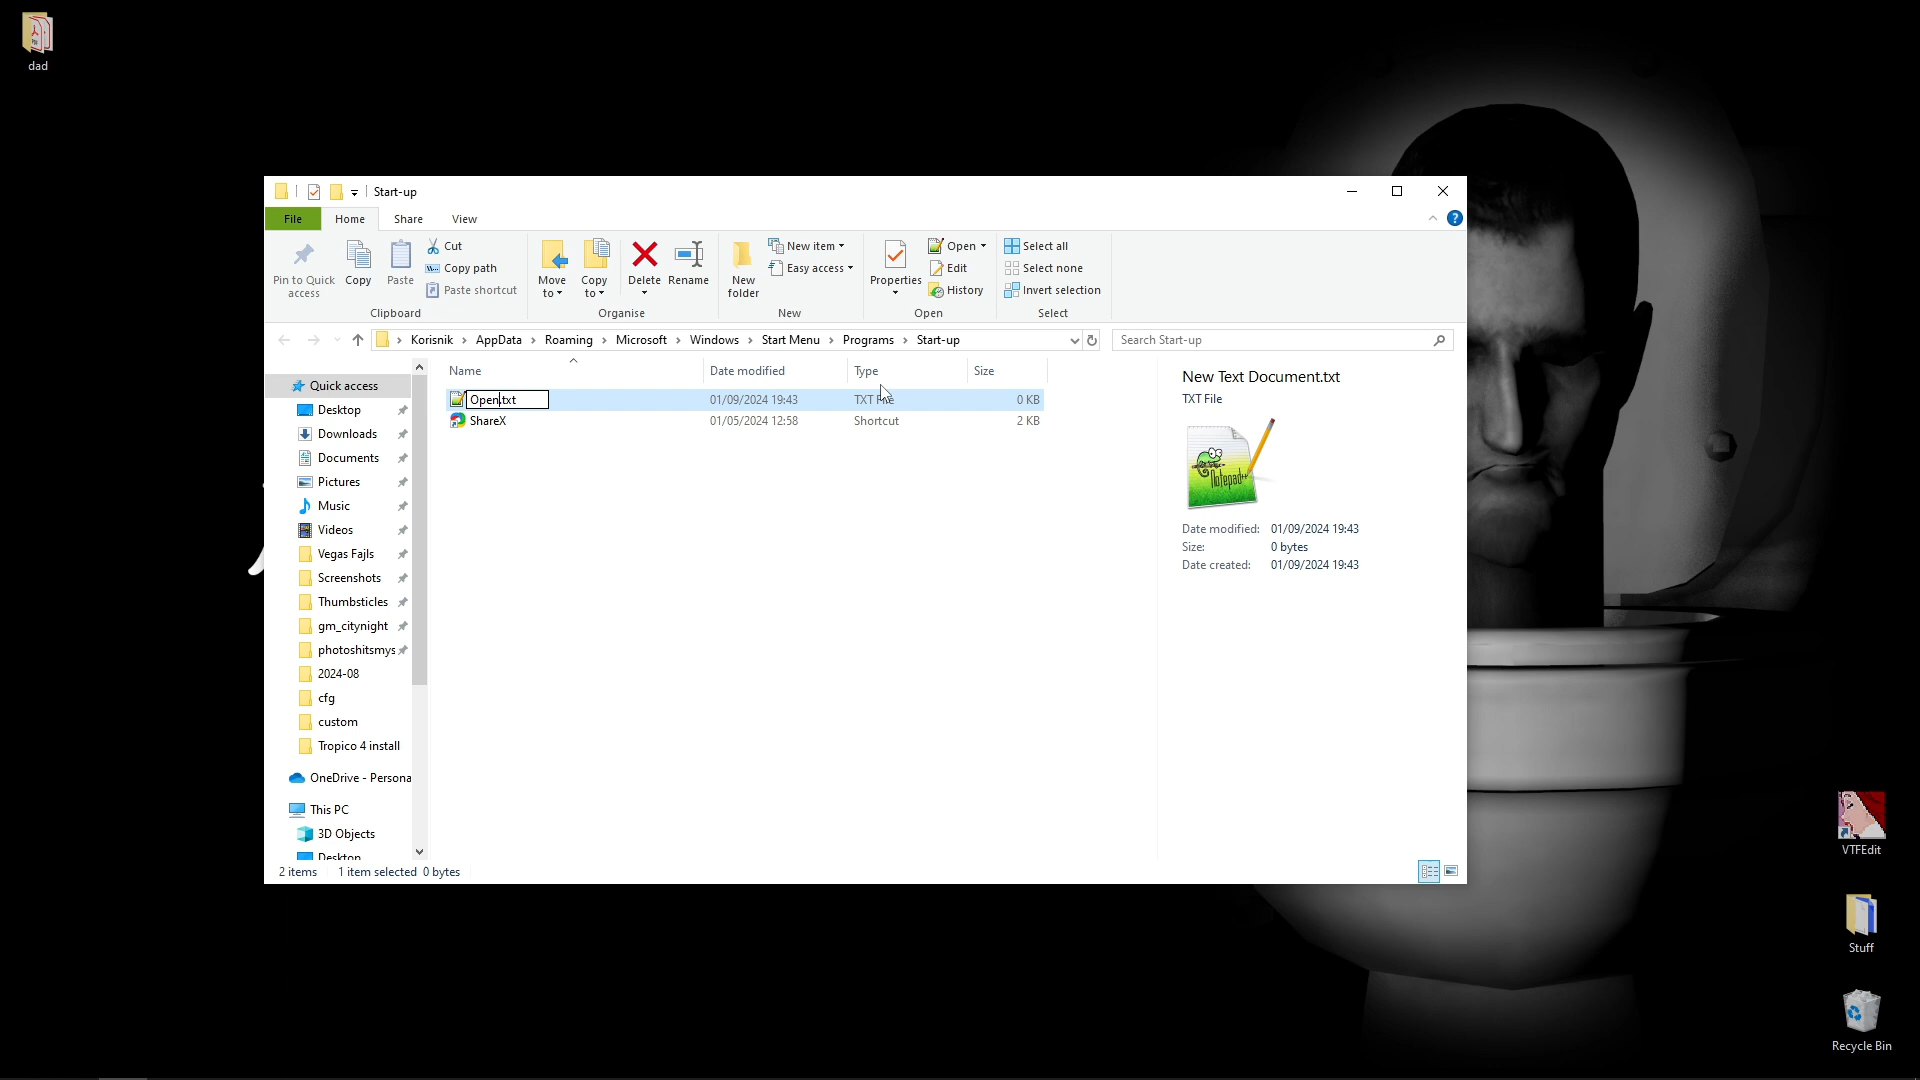 dad
Start-up
File Home Share View
Pin to Quick access
Copy
Paste
Cut
Copy path
Paste shortcut
Clipboard
Move to
Copy to
Delete
Rename
Organise
New folder
New item
Easy access
New
Properties
Open
Edit
History
Open
Select all
Select none
Invert selection
Select
Korisnik › AppData › Roaming › Microsoft › Windows › Start Menu › Programs › Start-up
Search Start-up
Name Date modified Type Size
Open.txt 01/09/2024 19:43 TXT File 0 KB
ShareX 01/05/2024 12:58 Shortcut 2 KB
Quick access
Desktop
Downloads
Documents
Pictures
Music
Videos
Vegas Fajls
Screenshots
Thumbsticles
gm_citynight
photoshitsmys
2024-08
cfg
custom
Tropico 4 install
OneDrive - Persona
This PC
3D Objects
Desktop
New Text Document.txt
TXT File
Notepad++
Date modified: 01/09/2024 19:43
Size: 0 bytes
Date created: 01/09/2024 19:43
2 items 1 item selected 0 bytes
VTFEdit
Stuff
Recycle Bin